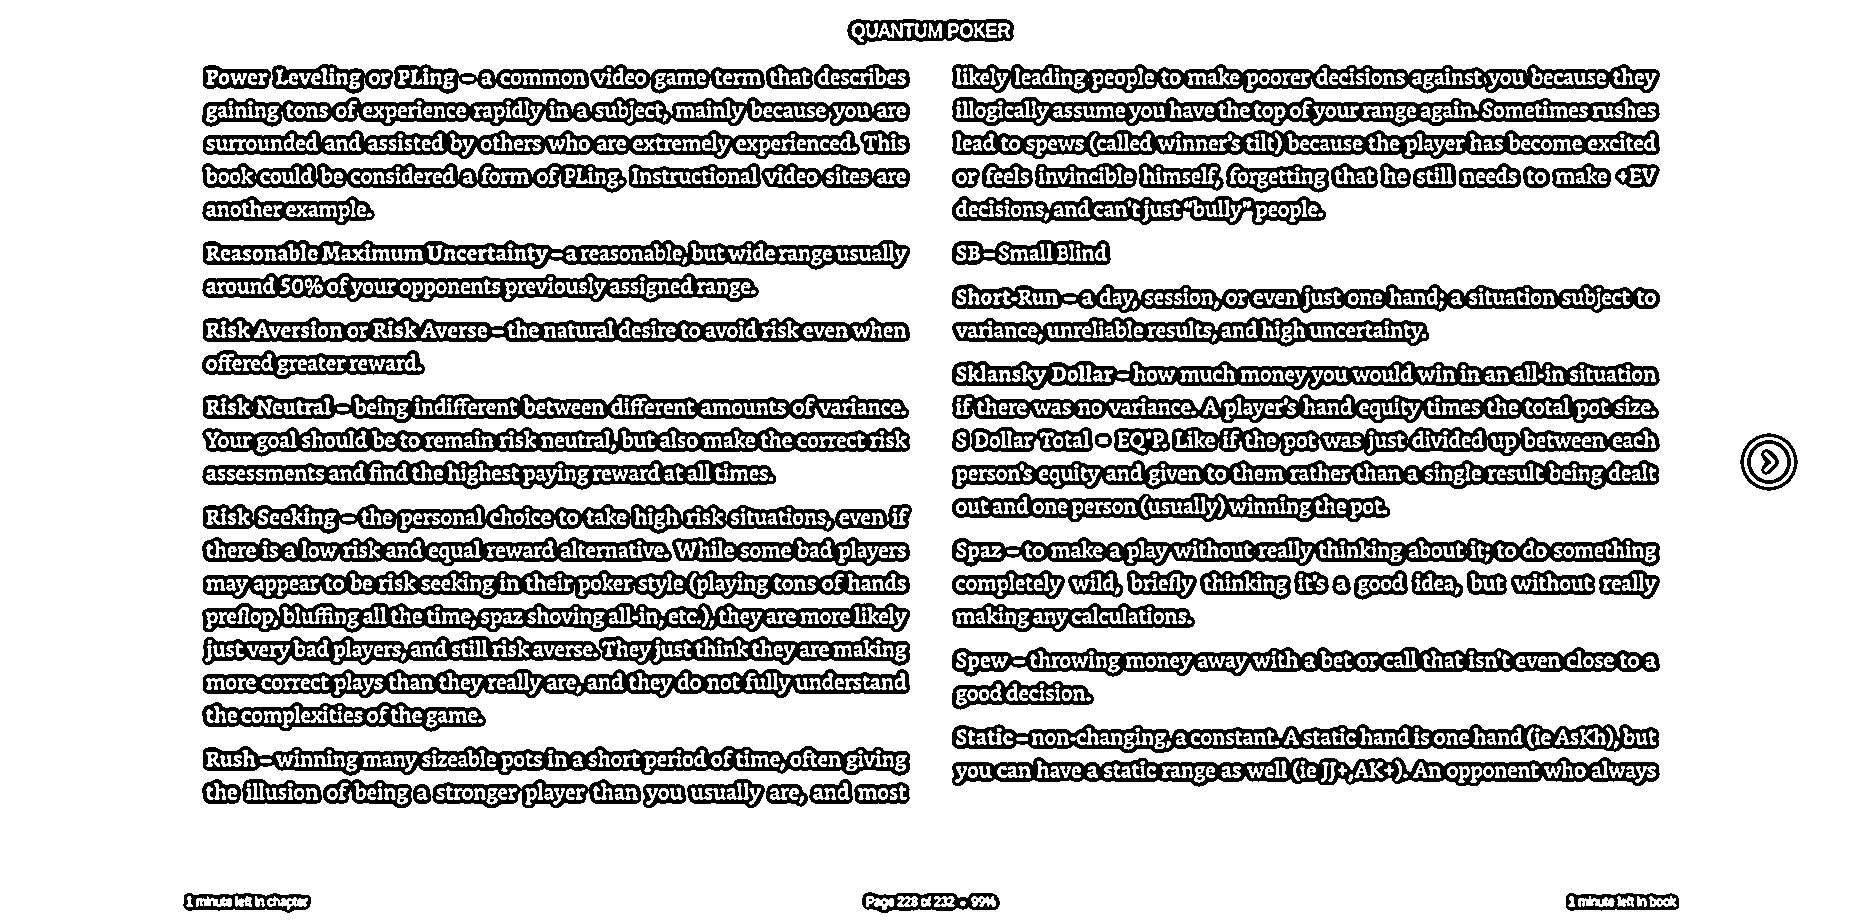 QUANTUM POKER
Power Leveling or PLing – a common video game term that describes
gaining tons of experience rapidly in a subject, mainly because you are
surrounded and assisted by others who are extremely experienced. This
book could be considered a form of PLing. Instructional video sites are
another example.
Reasonable Maximum Uncertainty – a reasonable, but wide range usually
around 50% of your opponents previously assigned range.
Risk Aversion or Risk Averse – the natural desire to avoid risk even when
offered greater reward.
Risk Neutral – being indifferent between different amounts of variance.
Your goal should be to remain risk neutral, but also make the correct risk
assessments and find the highest paying reward at all times.
Risk Seeking – the personal choice to take high risk situations, even if
there is a low risk and equal reward alternative. While some bad players
may appear to be risk seeking in their poker style (playing tons of hands
preflop, bluffing all the time, spaz shoving all-in, etc.), they are more likely
just very bad players, and still risk averse. They just think they are making
more correct plays than they really are, and they do not fully understand
the complexities of the game.
Rush – winning many sizeable pots in a short period of time, often giving
the illusion of being a stronger player than you usually are, and most
likely leading people to make poorer decisions against you because they
illogically assume you have the top of your range again. Sometimes rushes
lead to spews (called winner's tilt) because the player has become excited
or feels invincible himself, forgetting that he still needs to make +EV
decisions, and can't just "bully" people.
SB – Small Blind
Short-Run – a day, session, or even just one hand; a situation subject to
variance, unreliable results, and high uncertainty.
Sklansky Dollar – how much money you would win in an all-in situation
if there was no variance. A player's hand equity times the total pot size.
S Dollar Total = EQ*P. Like if the pot was just divided up between each
person's equity and given to them rather than a single result being dealt
out and one person (usually) winning the pot.
Spaz – to make a play without really thinking about it; to do something
completely wild, briefly thinking it's a good idea, but without really
making any calculations.
Spew – throwing money away with a bet or call that isn't even close to a
good decision.
Static – non-changing, a constant. A static hand is one hand (ie AsKh), but
you can have a static range as well (ie JJ+,AK+). An opponent who always
1 minute left in chapter
Page 228 of 232 • 99%
1 minute left in book